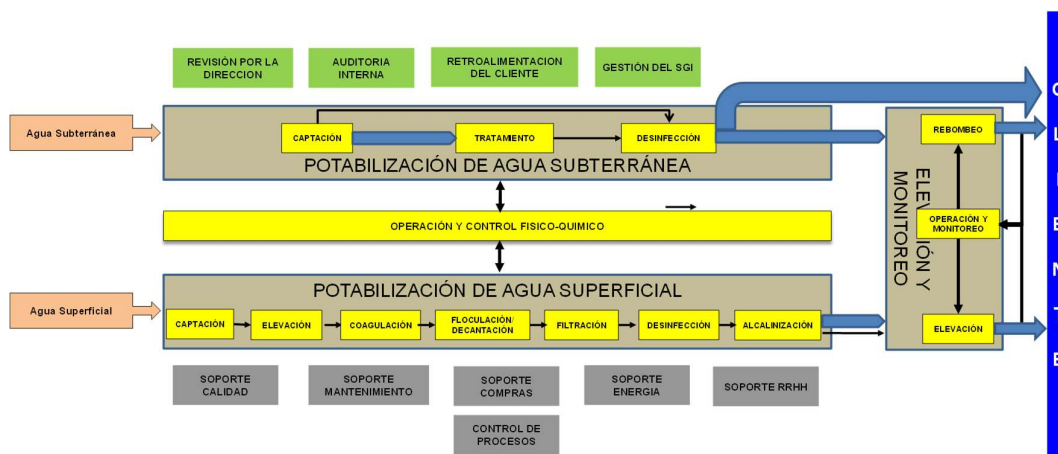 REVISIÓN POR LA
DIRECCION
AUDITORIA
INTERNA
RETROALIMENTACION
DEL CLIENTE
GESTIÓN DEL SGI
Agua Subterránea
CAPTACIÓN
TRATAMIENTO
DESINFECCIÓN
POTABILIZACIÓN DE AGUA SUBTERRÁNEA
OPERACIÓN Y CONTROL FISICO-QUIMICO
POTABILIZACIÓN DE AGUA SUPERFICIAL
Agua Superficial
CAPTACIÓN
ELEVACIÓN
COAGULACIÓN
FLOCULACIÓN/
DECANTACIÓN
FILTRACIÓN
DESINFECCIÓN
ALCALINIZACIÓN
REBOMBEO
ELEVACIÓN Y
MONITOREO
OPERACIÓN Y
MONITOREO
ELEVACIÓN
CLIENTE
SOPORTE
CALIDAD
SOPORTE
MANTENIMIENTO
SOPORTE
COMPRAS
SOPORTE
ENERGIA
SOPORTE RRHH
CONTROL DE
PROCESOS